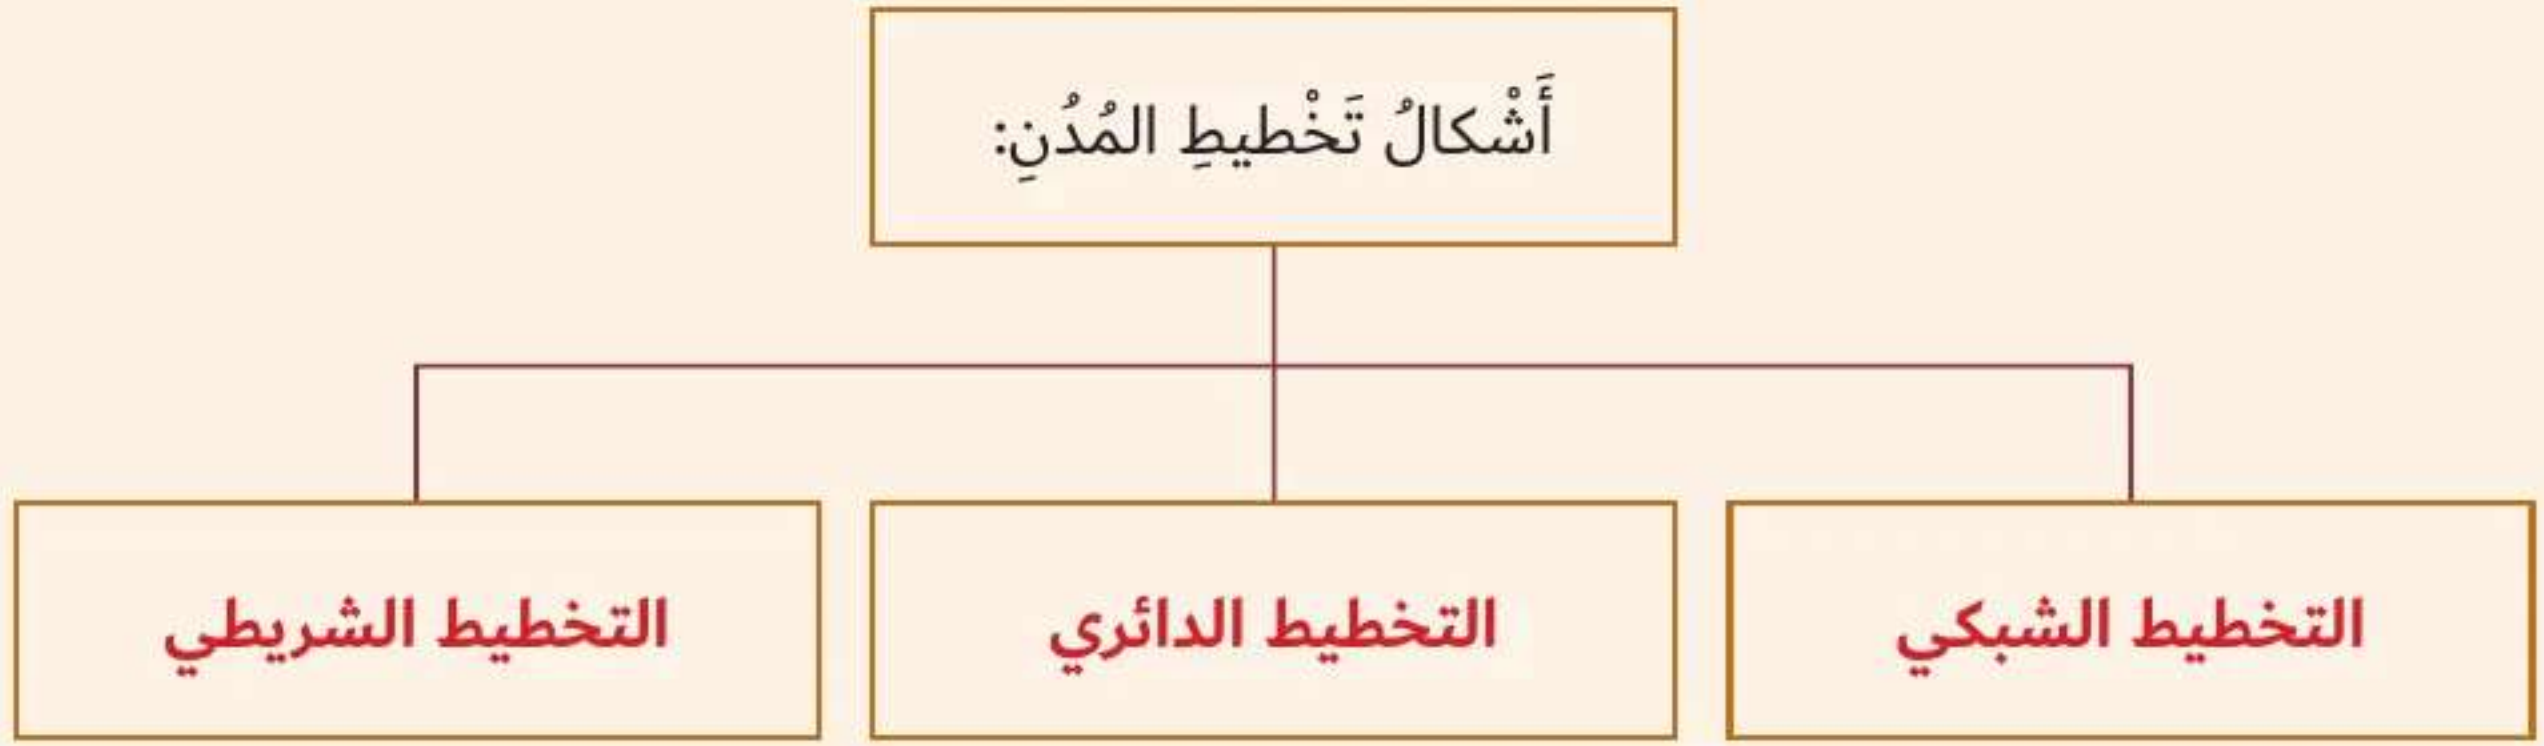 أَشْكالُ تَخْطيطِ المُدُنِ:
التخطيط الشبكي
التخطيط الدائري
التخطيط الشريطي